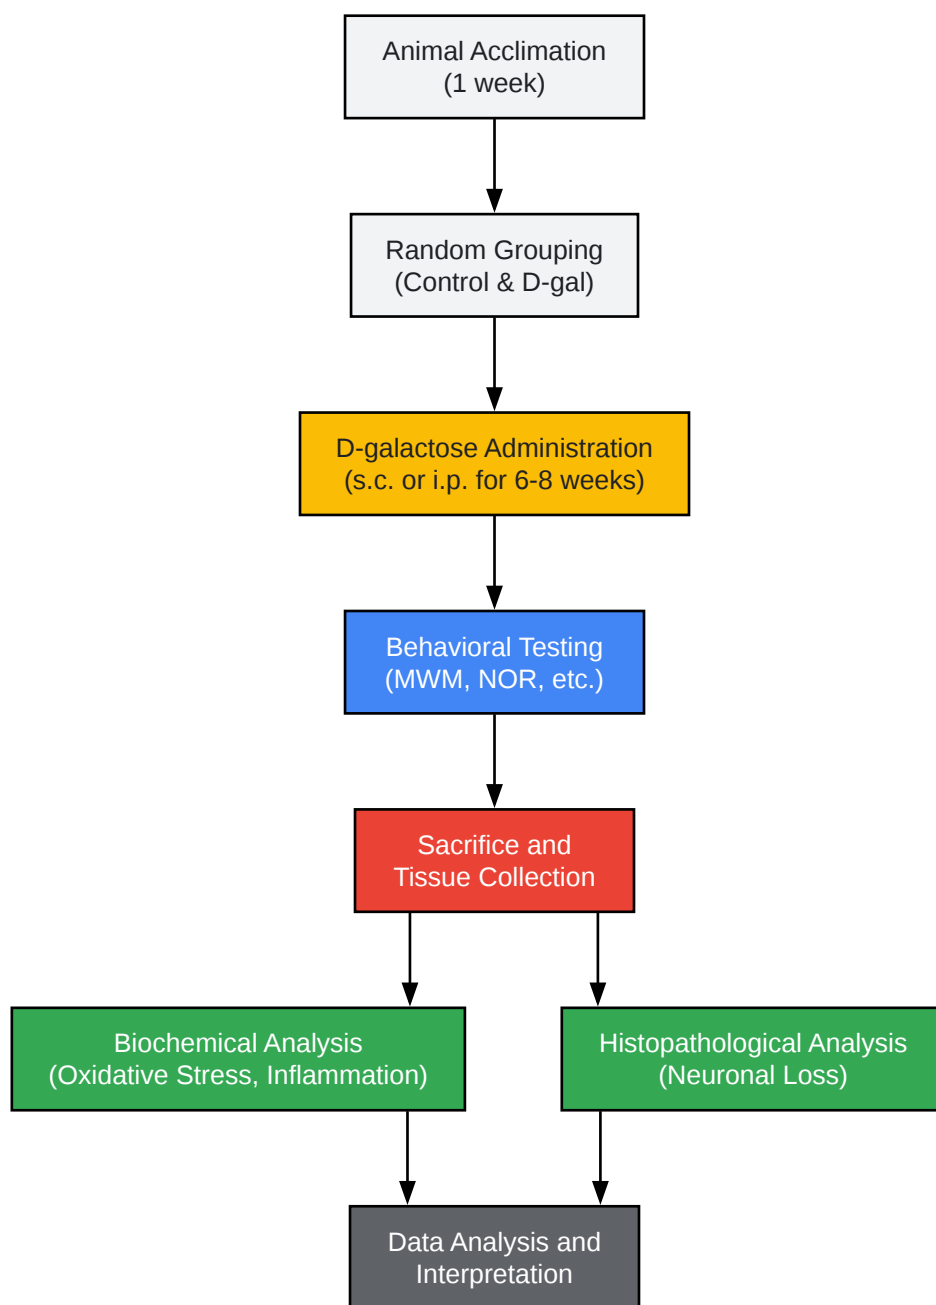 Animal Acclimation
(1 week)
Random Grouping
(Control & D-gal)
D-galactose Administration
(s.c. or i.p. for 6-8 weeks)
Behavioral Testing
(MWM, NOR, etc.)
Sacrifice and
Tissue Collection
Biochemical Analysis
(Oxidative Stress, Inflammation)
Histopathological Analysis
(Neuronal Loss)
Data Analysis and
Interpretation